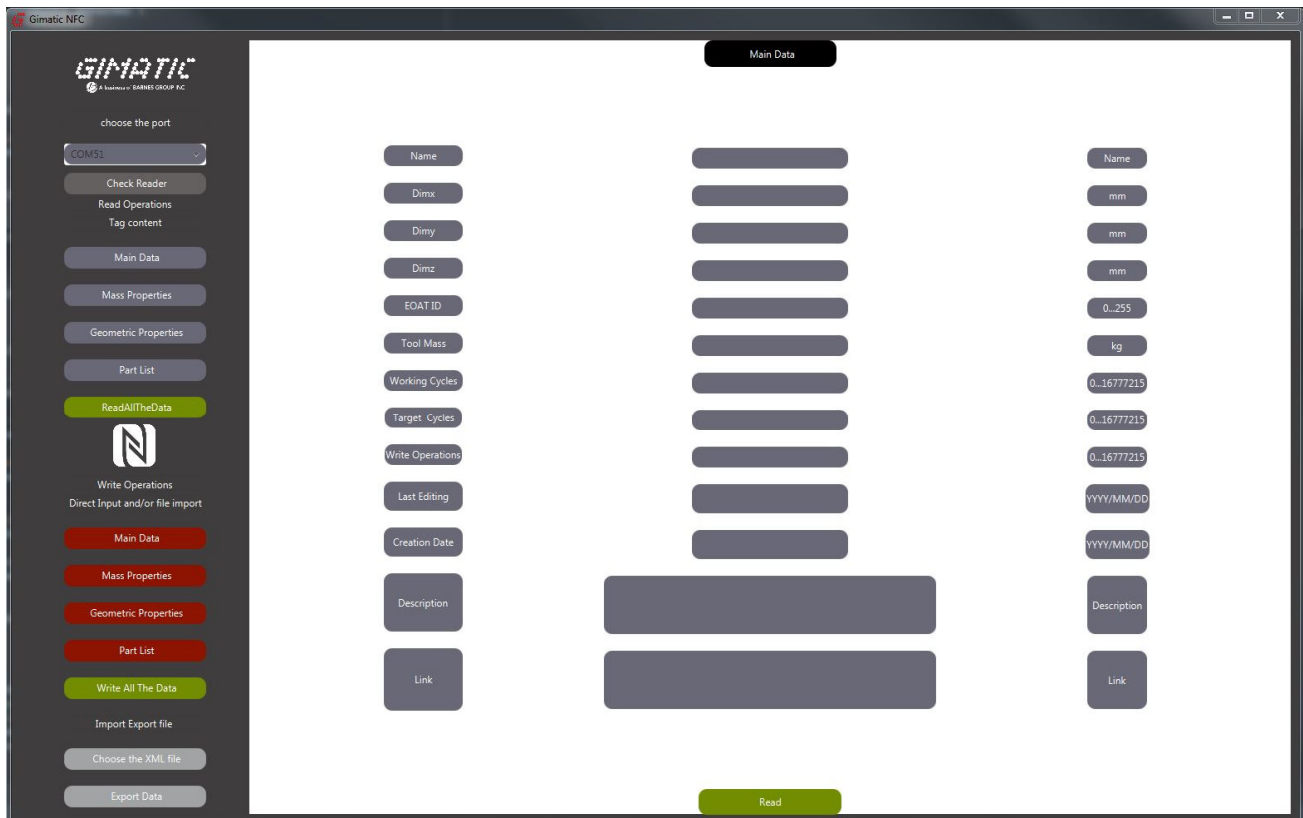 Gimatic NFC
GIMATIC
A business of BARNES GROUP INC
choose the port
COM51
Check Reader
Read Operations
Tag content
Main Data
Mass Properties
Geometric Properties
Part List
ReadAllTheData
Write Operations
Direct Input and/or file import
Main Data
Mass Properties
Geometric Properties
Part List
Write All The Data
Import Export file
Choose the XML file
Export Data
Main Data
Name Name
Dimx mm
Dimy mm
Dimz mm
EOAT ID 0...255
Tool Mass kg
Working Cycles 0...16777215
Target Cycles 0...16777215
Write Operations 0...16777215
Last Editing YYYY/MM/DD
Creation Date YYYY/MM/DD
Description Description
Link Link
Read